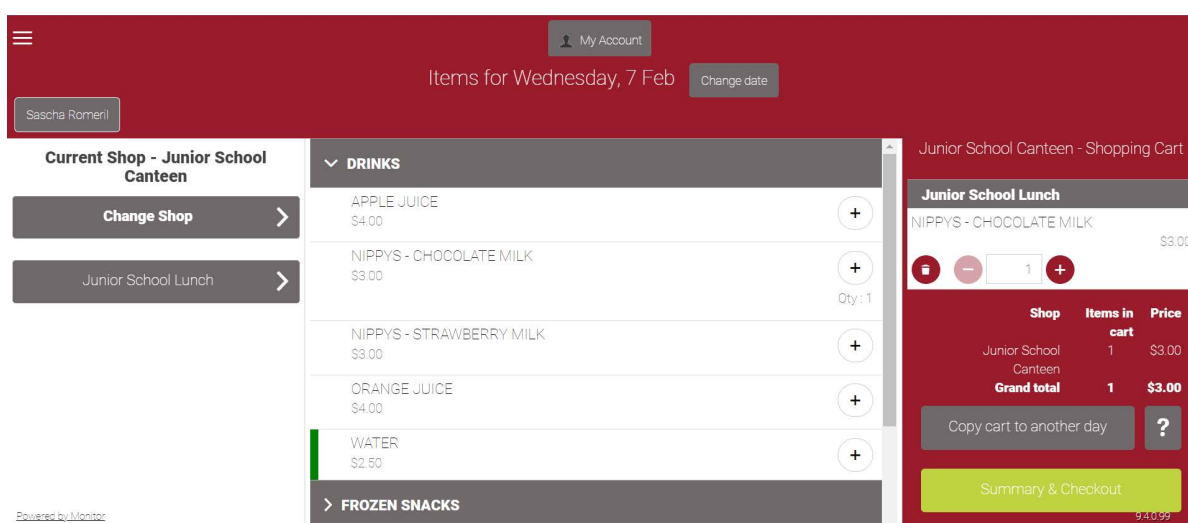 My Account
Items for Wednesday, 7 Feb
Change date
Sascha Romeril
Current Shop - Junior School
Canteen
Change Shop
Junior School Lunch
Powered by Monitor
DRINKS
APPLE JUICE
$4.00
NIPPYS - CHOCOLATE MILK
$3.00
Qty : 1
NIPPYS - STRAWBERRY MILK
$3.00
ORANGE JUICE
$4.00
WATER
$2.50
FROZEN SNACKS
Junior School Canteen - Shopping Cart
Junior School Lunch
NIPPYS - CHOCOLATE MILK
$3.00
1
Shop Items in Price
cart
Junior School 1 $3.00
Canteen
Grand total 1 $3.00
Copy cart to another day ?
Summary & Checkout
9.4.0.99